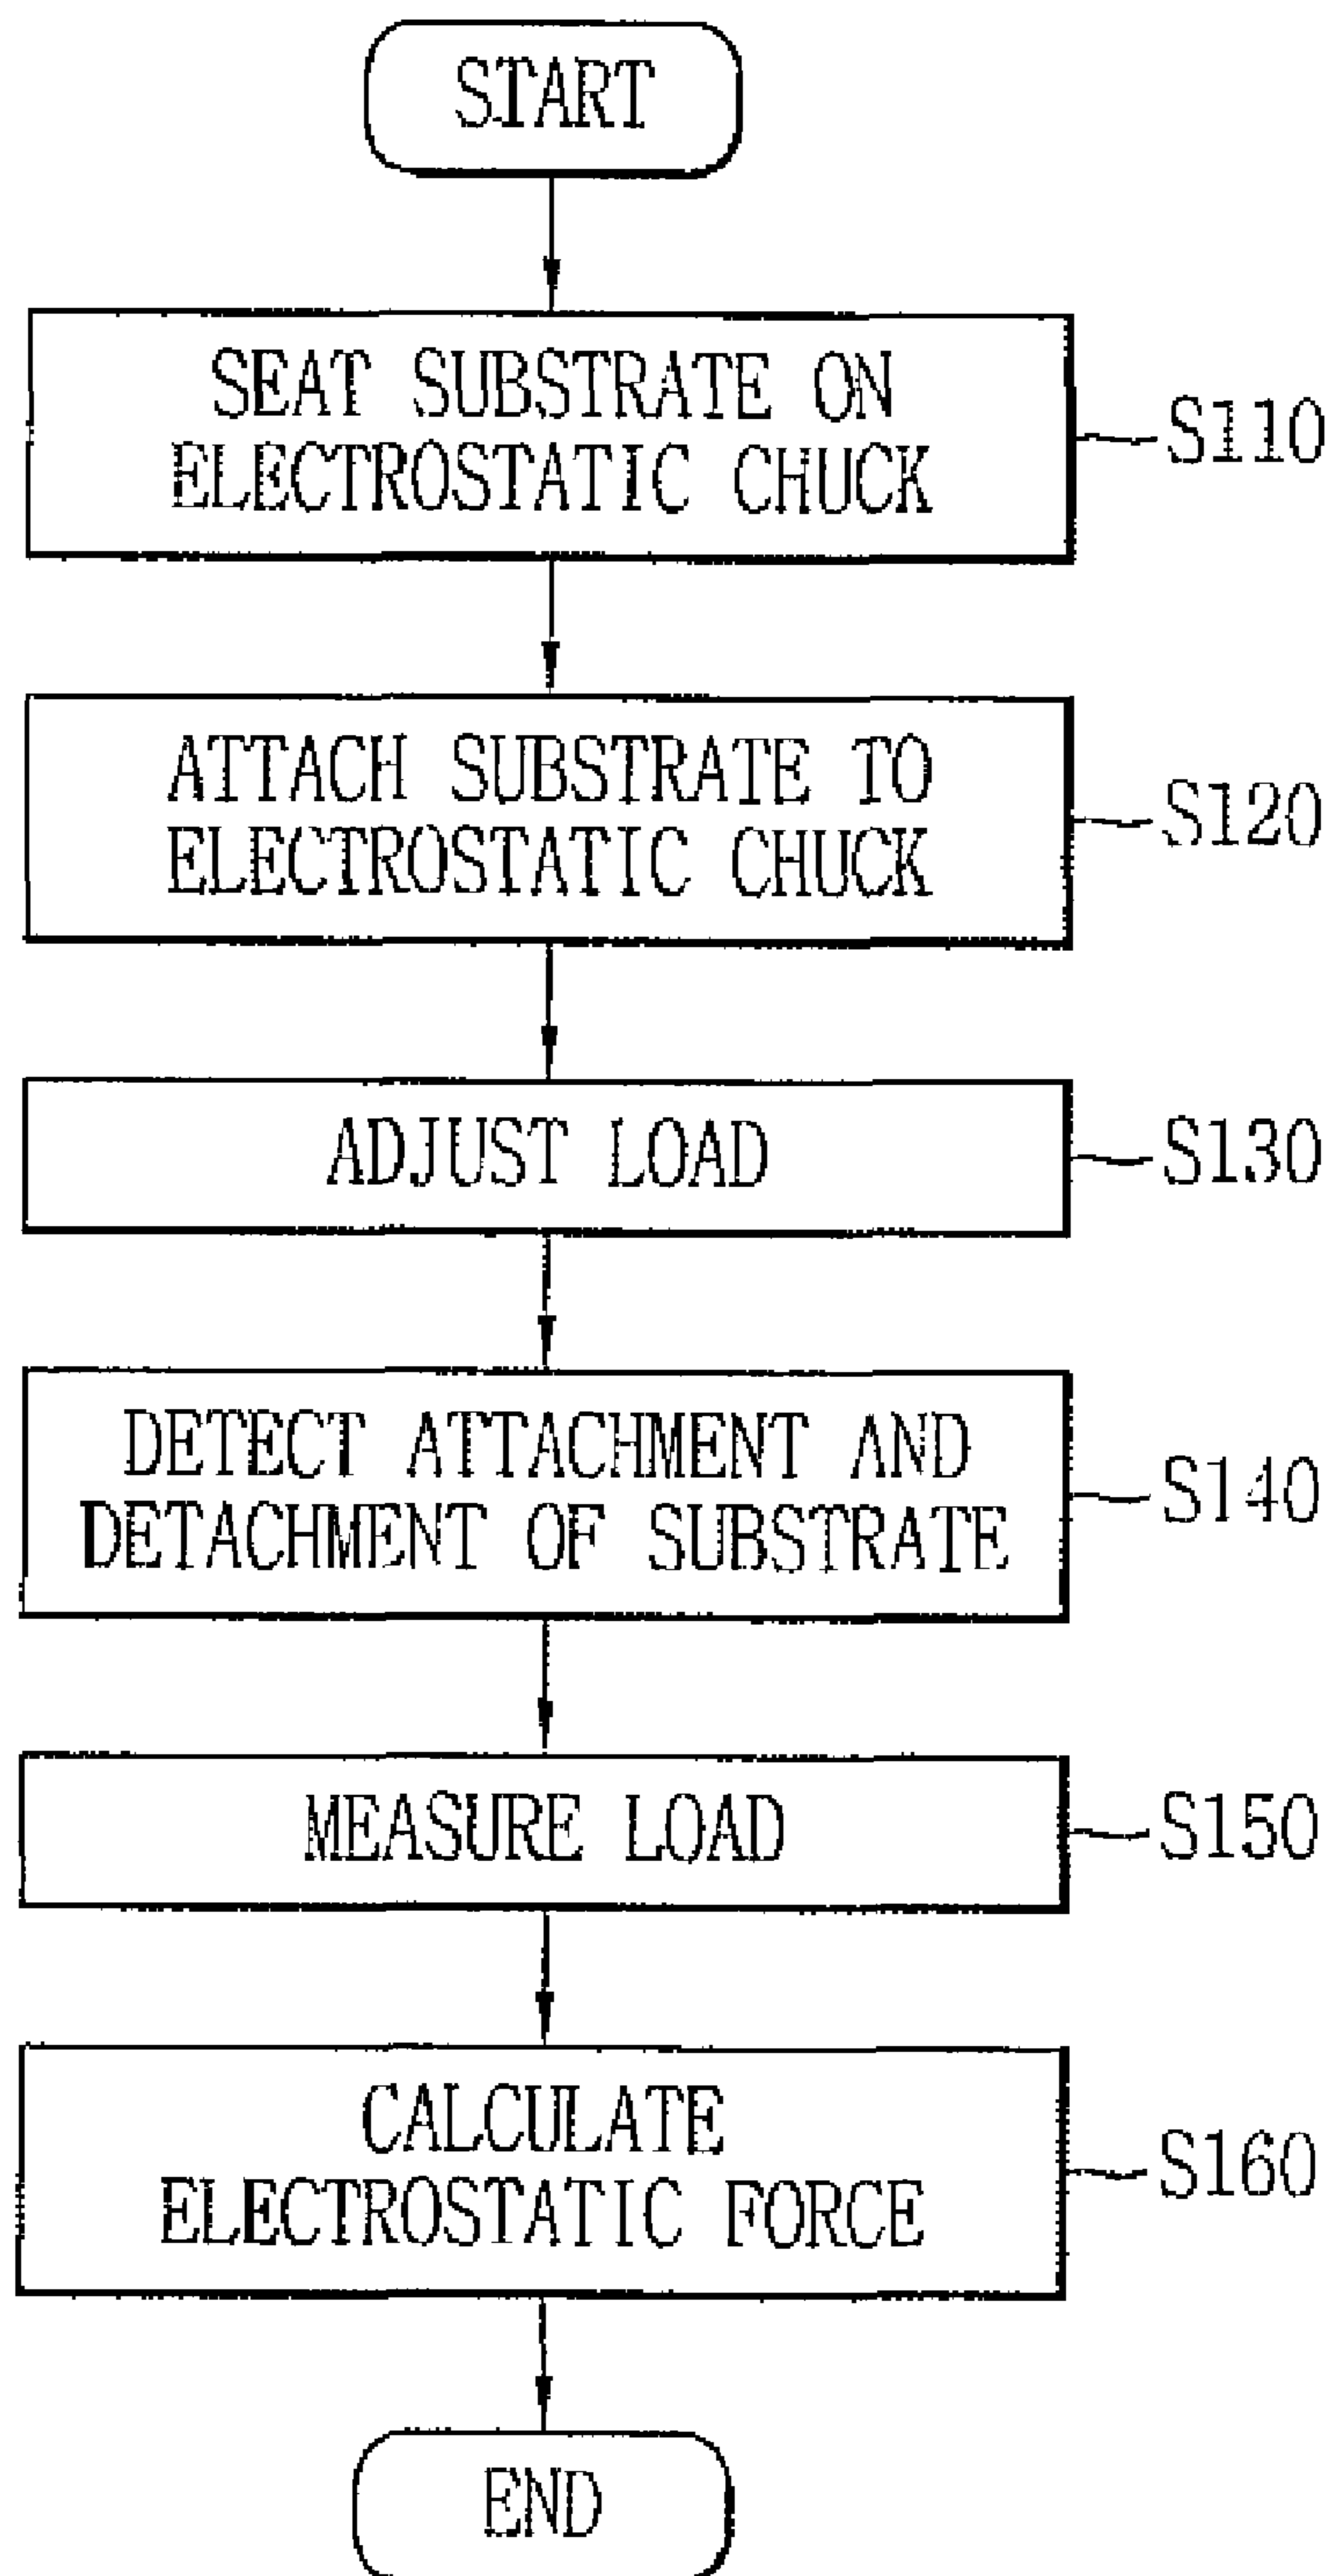 START
SEAT SUBSTRATE ON
ELECTROSTATIC CHUCK
S110
ATTACH SUBSTRATE TO
ELECTROSTATIC CHUCK
S120
ADJUST LOAD
S130
DETECT ATTACHMENT AND
DETACHMENT OF SUBSTRATE
S140
MEASURE LOAD
S150
CALCULATE
ELECTROSTATIC FORCE
S160
END